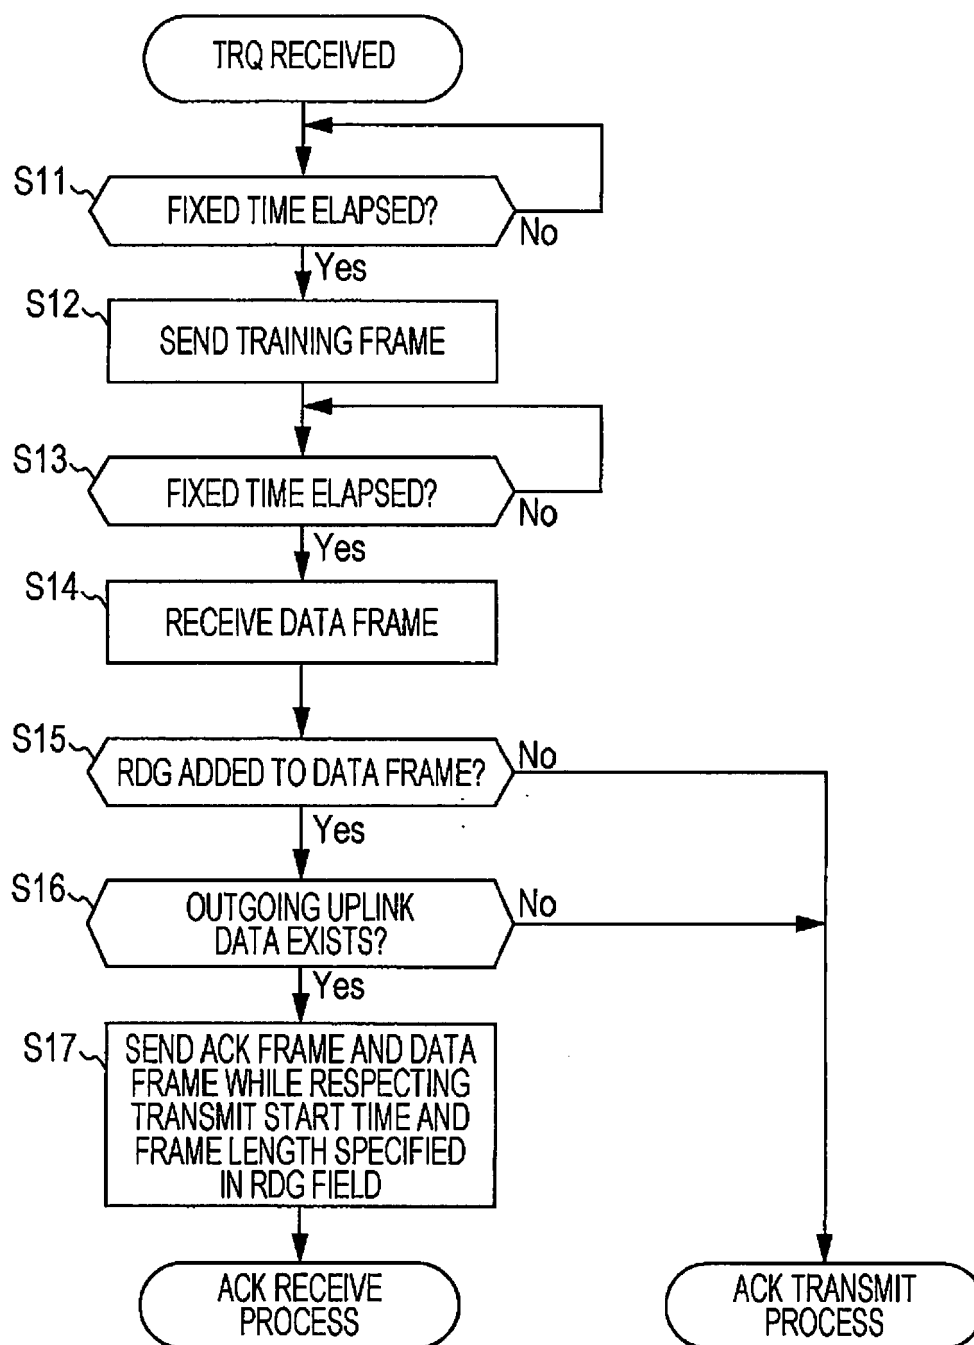 TRQ RECEIVED
S11
FIXED TIME ELAPSED?
No
Yes
S12
SEND TRAINING FRAME
S13
FIXED TIME ELAPSED?
No
Yes
S14
RECEIVE DATA FRAME
S15
RDG ADDED TO DATA FRAME?
No
Yes
S16
OUTGOING UPLINK
DATA EXISTS?
No
Yes
S17
SEND ACK FRAME AND DATA
FRAME WHILE RESPECTING
TRANSMIT START TIME AND
FRAME LENGTH SPECIFIED
IN RDG FIELD
ACK RECEIVE
PROCESS
ACK TRANSMIT
PROCESS